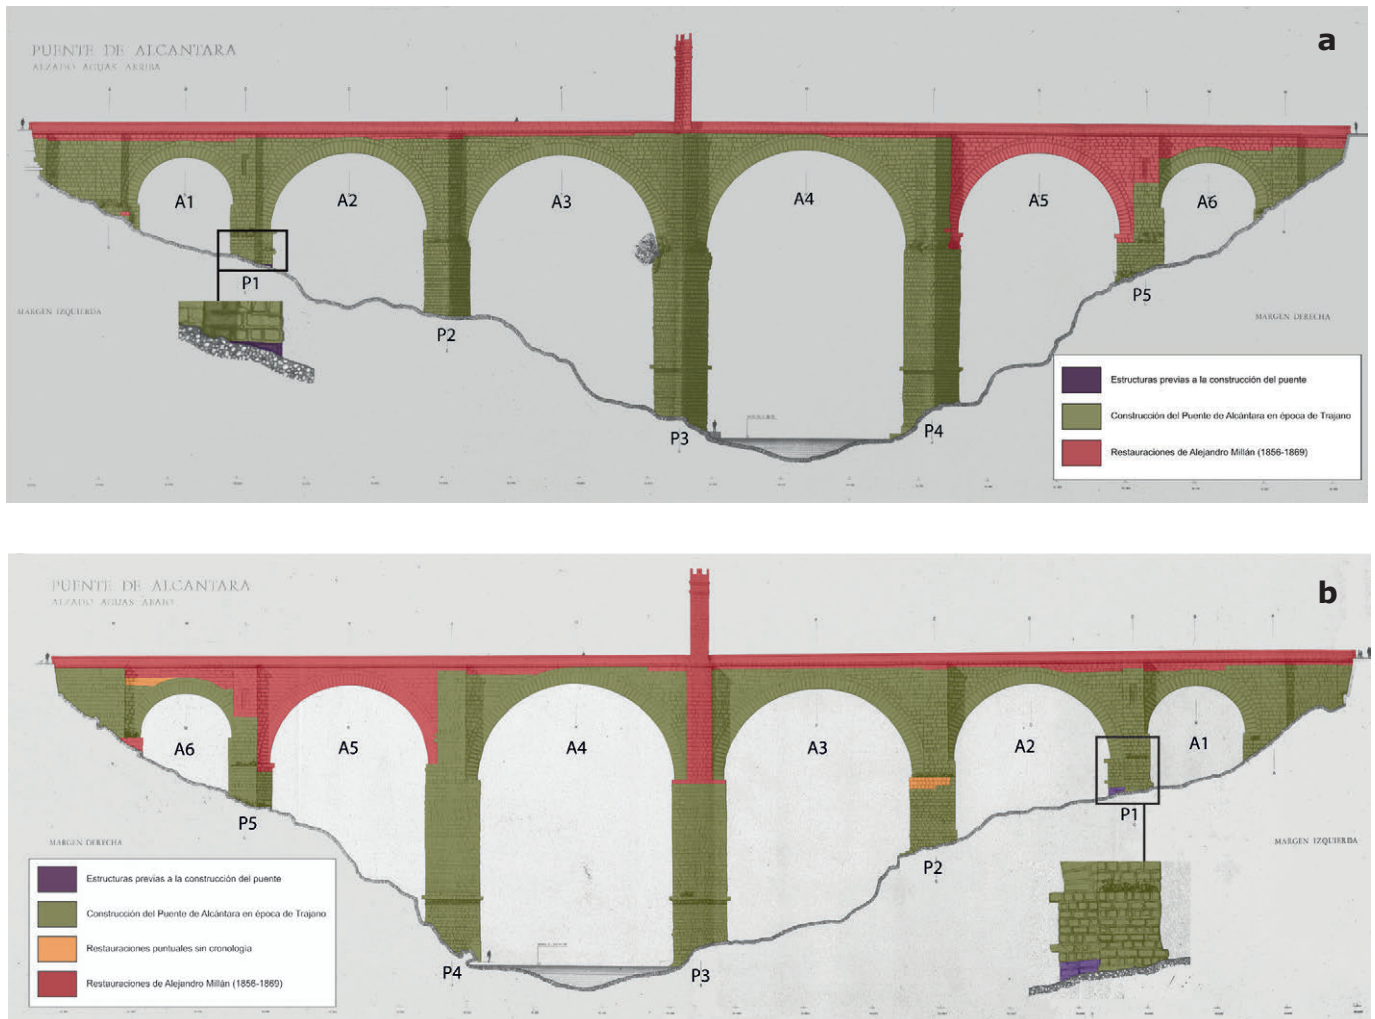 a
PUENTE DE ALCANTARA
ALZADO AGUAS ARRIBA
A1
A2
A3
A4
A5
A6
P1
P2
P3
P4
P5
MARGEN IZQUIERDA
MARGEN DERECHA
Estructuras previas a la construcción del puente
Construcción del Puente de Alcántara en época de Trajano
Restauraciones de Alejandro Millán (1856-1869)
b
PUENTE DE ALCANTARA
ALZADO AGUAS ABAJO
A6
A5
A4
A3
A2
A1
P5
P4
P3
P2
P1
MARGEN DERECHA
MARGEN IZQUIERDA
Estructuras previas a la construcción del puente
Construcción del Puente de Alcántara en época de Trajano
Restauraciones puntuales sin cronología
Restauraciones de Alejandro Millán (1856-1869)